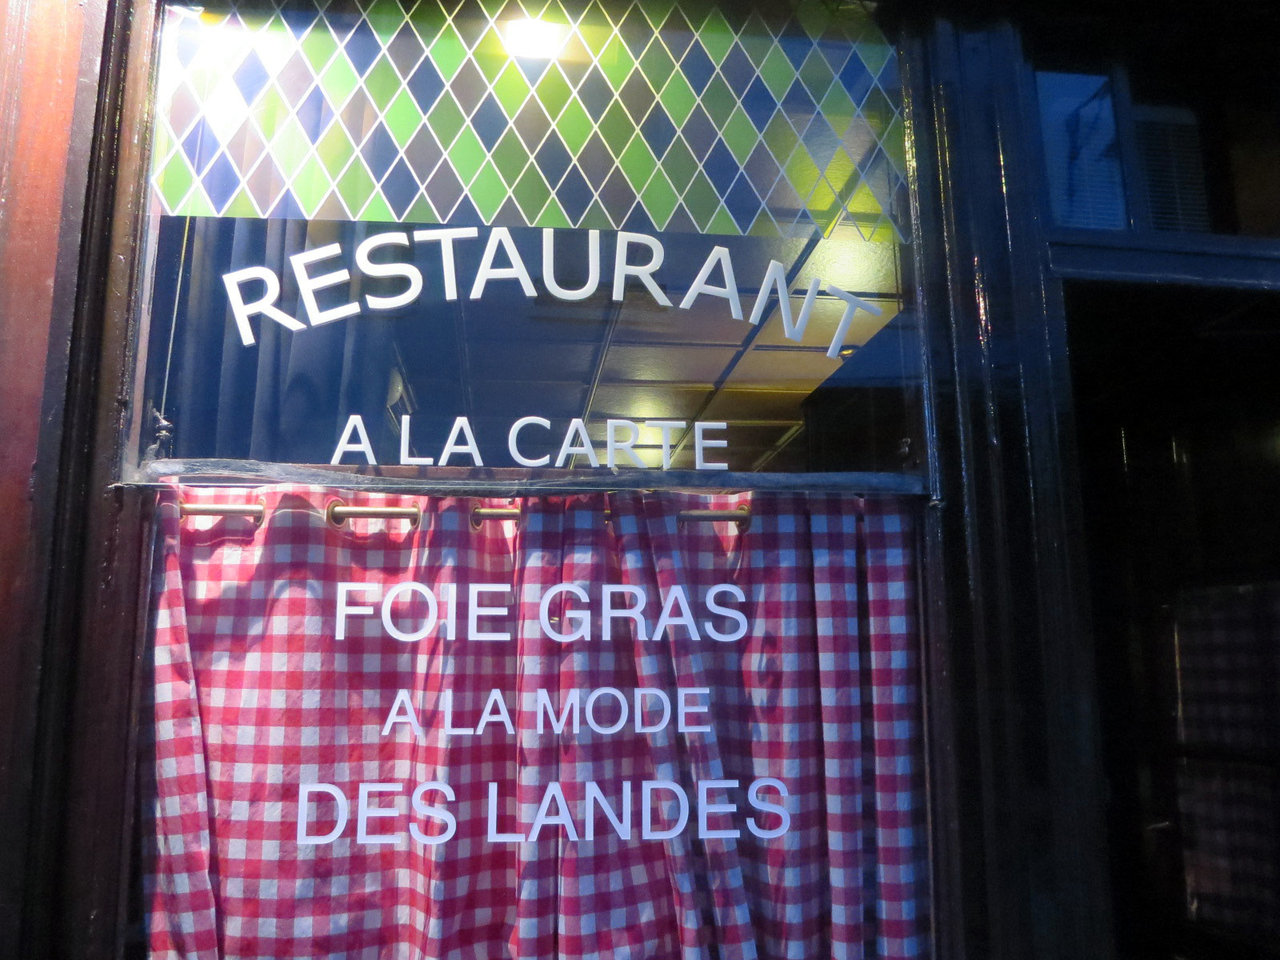 RESTAURANT
A LA CARTE
FOIE GRAS
A LA MODE
DES LANDES